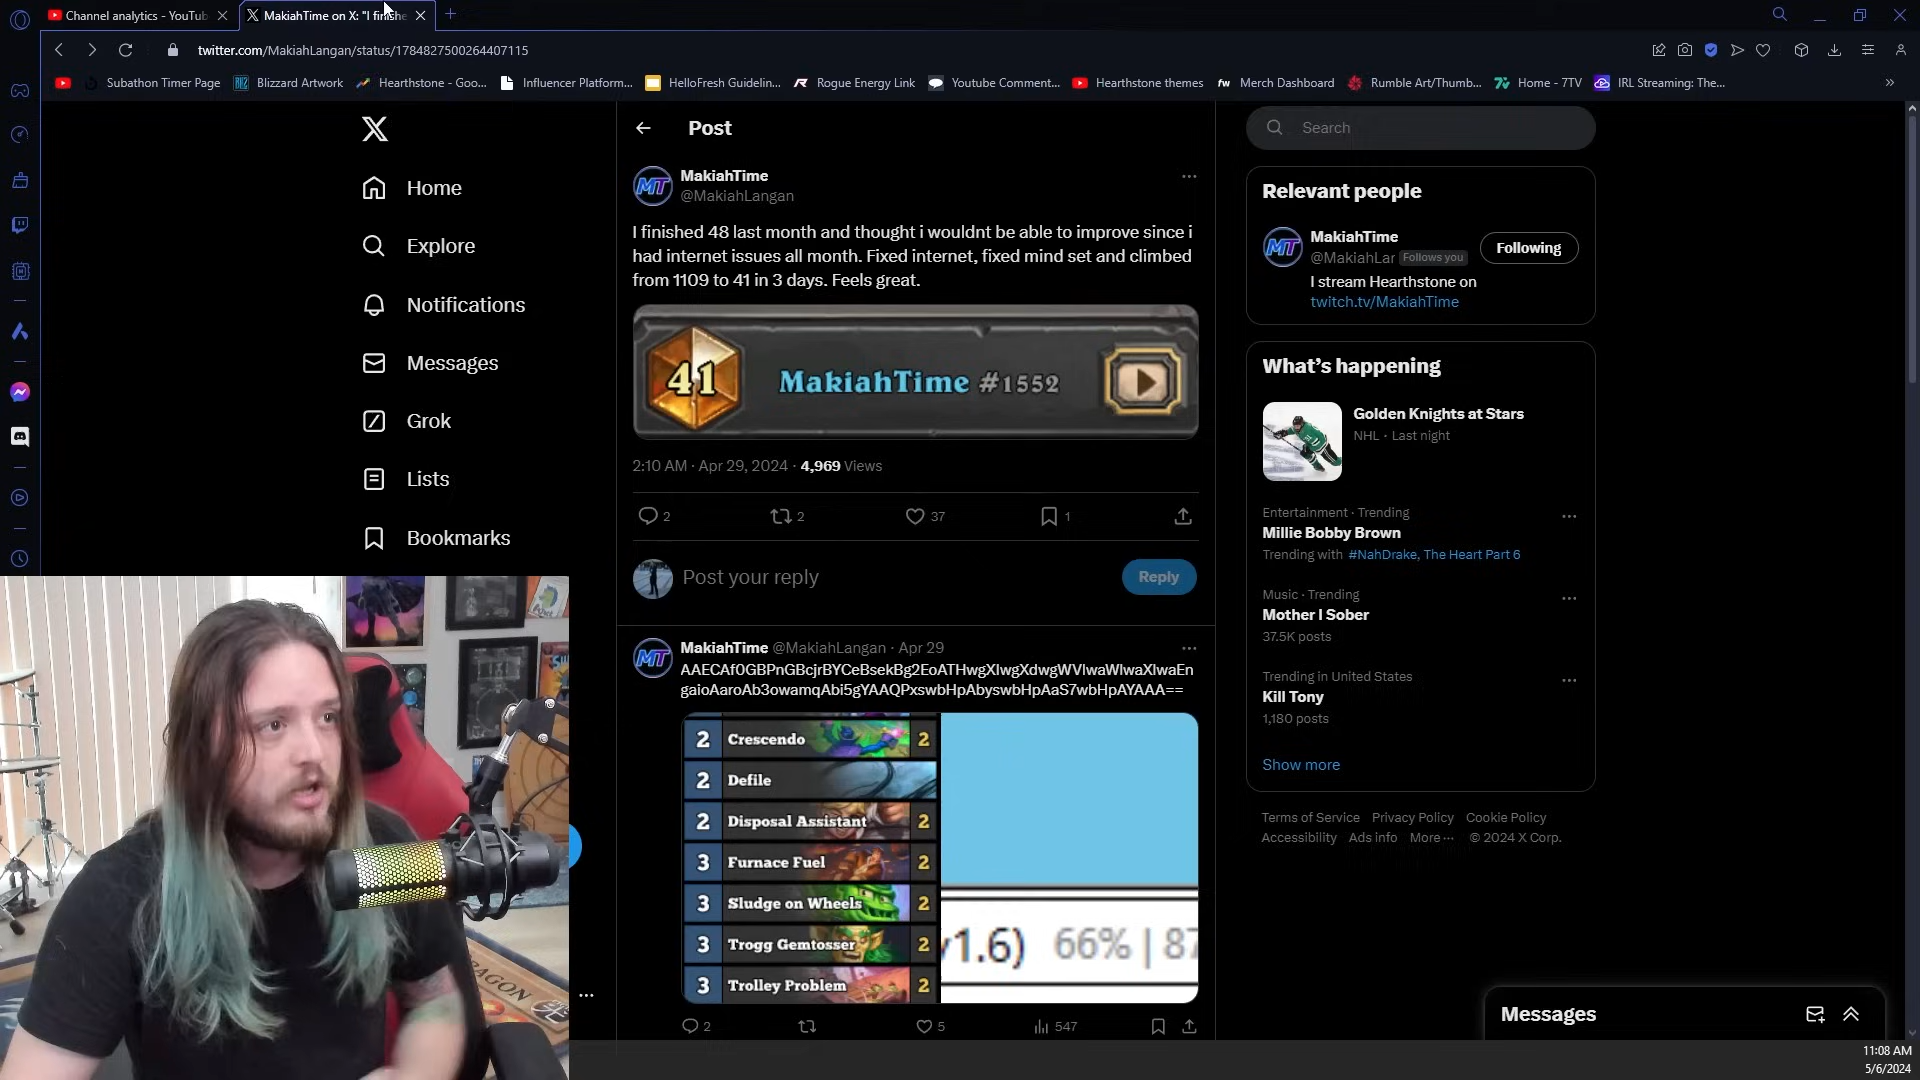 Channel analytics - YouTub
MakiahTime on X: "I finishe
twitter.com/MakiahLangan/status/1784827500264407115
Subathon Timer Page
Blizzard Artwork
Hearthstone - Goo...
Influencer Platform...
HelloFresh Guidelin...
Rogue Energy Link
Youtube Comment...
Hearthstone themes
fw Merch Dashboard
Rumble Art/Thumb...
Home - 7TV
IRL Streaming: The...
Home
Explore
Notifications
Messages
Grok
Lists
Bookmarks
Post
MT
MakiahTime
@MakiahLangan
I finished 48 last month and thought i wouldnt be able to improve since i
had internet issues all month. Fixed internet, fixed mind set and climbed
from 1109 to 41 in 3 days. Feels great.
41 MakiahTime #1552
2:10 AM · Apr 29, 2024 · 4,969 Views
2 2 37 1
Post your reply
Reply
MT
MakiahTime @MakiahLangan · Apr 29
2 Crescendo 2
2 Defile
2 Disposal Assistant 2
3 Furnace Fuel 2
3 Sludge on Wheels 2
3 Trogg Gemtosser 2
3 Trolley Problem 2
v1.6) 66% | 87
2 5 547
Search
Relevant people
MT
MakiahTime
@MakiahLar Follows you
Following
I stream Hearthstone on
twitch.tv/MakiahTime
What's happening
Golden Knights at Stars
NHL · Last night
Entertainment · Trending
Millie Bobby Brown
Trending with #NahDrake, The Heart Part 6
Music · Trending
Mother I Sober
37.5K posts
Trending in United States
Kill Tony
1,180 posts
Show more
Terms of Service Privacy Policy Cookie Policy
Accessibility Ads info More ··· © 2024 X Corp.
Messages
11:08 AM
5/6/2024